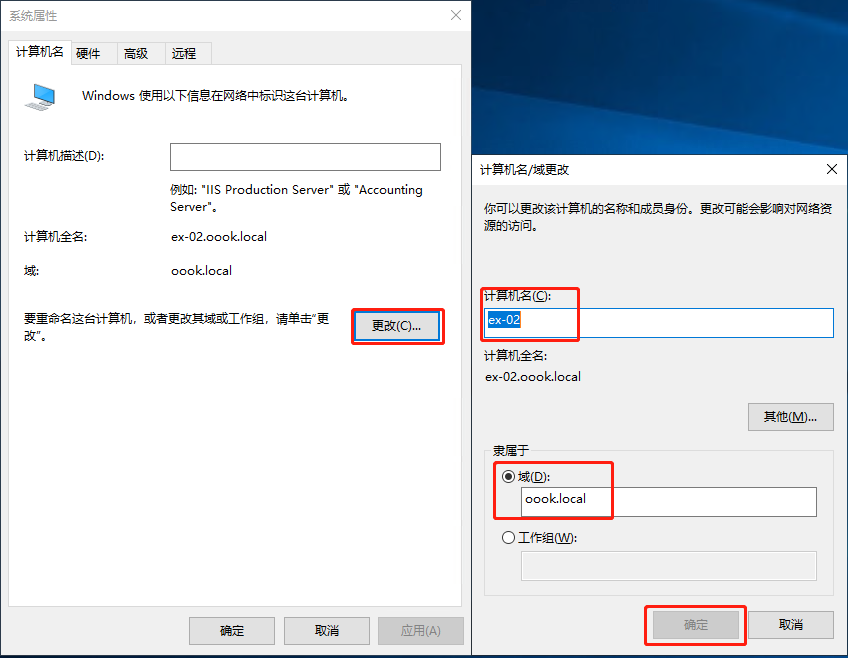 系统属性
计算机名
硬件
高级
远程
Windows 使用以下信息在网络中标识这台计算机。
计算机描述(D):
例如: "IIS Production Server" 或 "Accounting
Server"。
计算机全名:
ex-02.oook.local
域:
oook.local
要重命名这台计算机，或者更改其域或工作组，请单击"更
改"。
更改(C)...
确定
取消
应用(A)
计算机名/域更改
你可以更改该计算机的名称和成员身份。更改可能会影响对网络资
源的访问。
计算机名(C):
ex-02
计算机全名:
ex-02.oook.local
其他(M)...
隶属于
域(D):
oook.local
工作组(W):
确定
取消